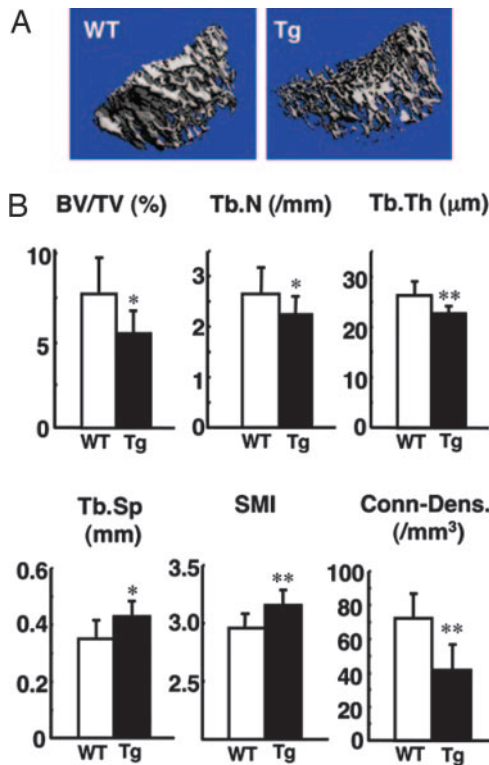 A
WT
Tg
B
BV/TV (%)
Tb.N (/mm)
Tb.Th (μm)
10
5
0
*
WT Tg
3
2
1
0
*
WT Tg
30
20
10
0
**
WT Tg
Tb.Sp
(mm)
SMI
Conn-Dens.
(/mm³)
0.6
0.4
0.2
0
*
WT Tg
3.5
3.0
2.5
**
WT Tg
100
80
60
40
20
0
**
WT Tg